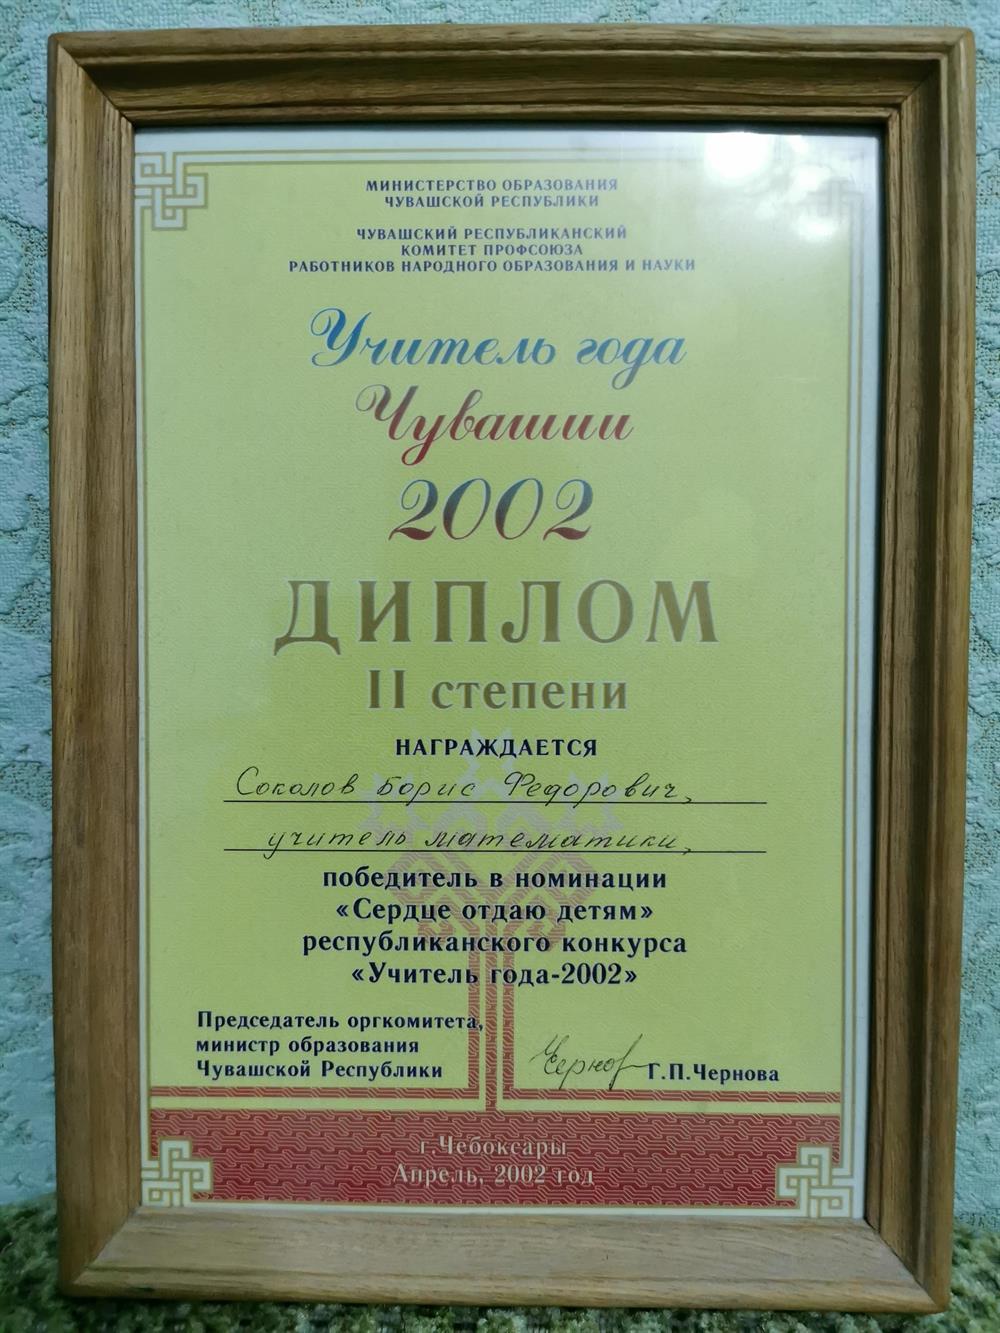 МИНИСТЕРСТВО ОБРАЗОВАНИЯ
ЧУВАШСКОЙ РЕСПУБЛИКИ
ЧУВАШСКИЙ РЕСПУБЛИКАНСКИЙ
КОМИТЕТ ПРОФСОЮЗА
РАБОТНИКОВ НАРОДНОГО ОБРАЗОВАНИЯ И НАУКИ
Учитель года
Чувашии
2002
ДИПЛОМ
II степени
НАГРАЖДАЕТСЯ
Соколов Борис Федорович,
учитель математики,
победитель в номинации
«Сердце отдаю детям»
республиканского конкурса
«Учитель года-2002»
Председатель оргкомитета,
министр образования
Чувашской Республики
Чернов Г.П.Чернова
г.Чебоксары
Апрель, 2002 год